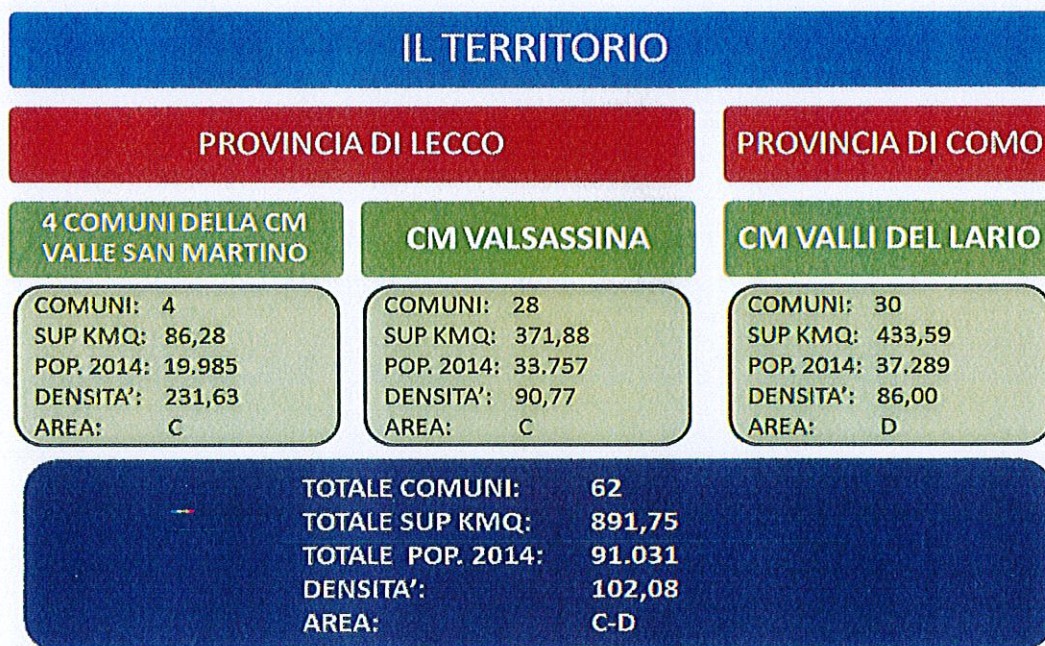 IL TERRITORIO
PROVINCIA DI LECCO
PROVINCIA DI COMO
4 COMUNI DELLA CM
VALLE SAN MARTINO
CM VALSASSINA
CM VALLI DEL LARIO
COMUNI: 4
SUP KMQ: 86,28
POP. 2014: 19.985
DENSITA’: 231,63
AREA: C
COMUNI: 28
SUP KMQ: 371,88
POP. 2014: 33.757
DENSITA’: 90,77
AREA: C
COMUNI: 30
SUP KMQ: 433,59
POP. 2014: 37.289
DENSITA’: 86,00
AREA: D
TOTALE COMUNI: 62
TOTALE SUP KMQ: 891,75
TOTALE POP. 2014: 91.031
DENSITA’: 102,08
AREA: C-D